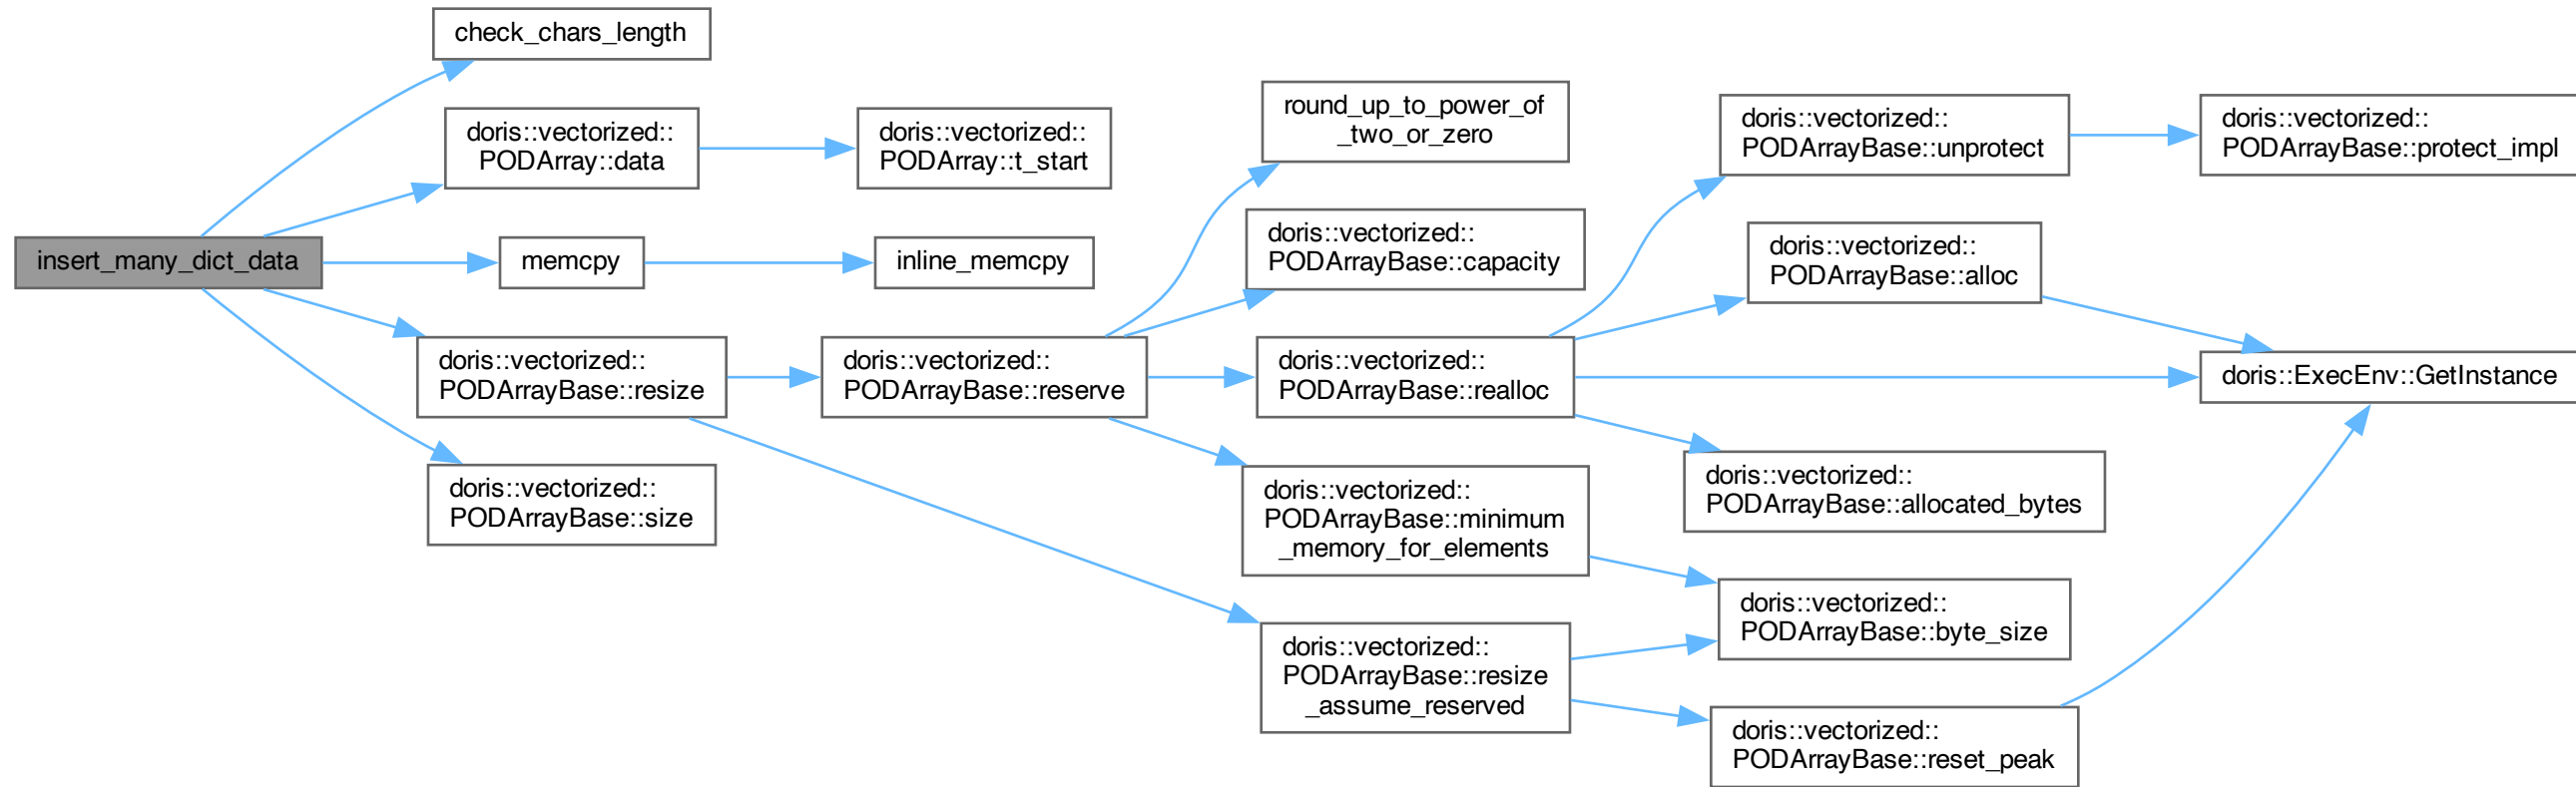 check_chars_length
doris::vectorized::
PODArray::data
doris::vectorized::
PODArray::t_start
insert_many_dict_data
memcpy
inline_memcpy
doris::vectorized::
PODArrayBase::resize
doris::vectorized::
PODArrayBase::size
doris::vectorized::
PODArrayBase::reserve
round_up_to_power_of
_two_or_zero
doris::vectorized::
PODArrayBase::capacity
doris::vectorized::
PODArrayBase::realloc
doris::vectorized::
PODArrayBase::minimum
_memory_for_elements
doris::vectorized::
PODArrayBase::resize
_assume_reserved
doris::vectorized::
PODArrayBase::unprotect
doris::vectorized::
PODArrayBase::protect_impl
doris::vectorized::
PODArrayBase::alloc
doris::ExecEnv::GetInstance
doris::vectorized::
PODArrayBase::allocated_bytes
doris::vectorized::
PODArrayBase::byte_size
doris::vectorized::
PODArrayBase::reset_peak